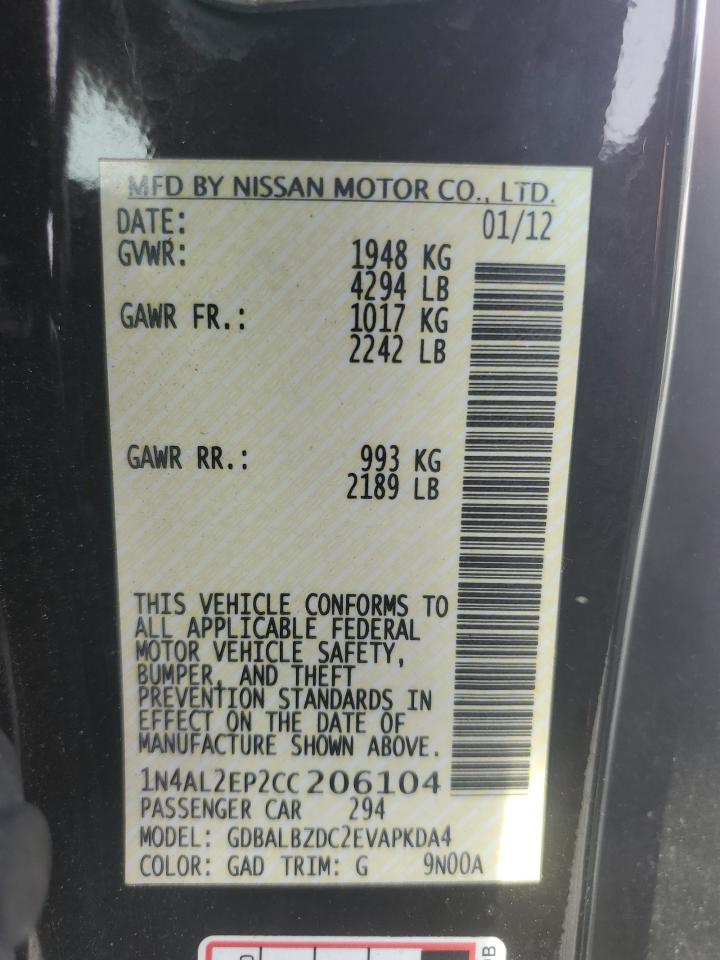 MFD BY NISSAN MOTOR CO., LTD.
DATE: 01/12
GVWR: 1948 KG
4294 LB
GAWR FR.: 1017 KG
2242 LB
GAWR RR.: 993 KG
2189 LB
THIS VEHICLE CONFORMS TO
ALL APPLICABLE FEDERAL
MOTOR VEHICLE SAFETY,
BUMPER, AND THEFT
PREVENTION STANDARDS IN
EFFECT ON THE DATE OF
MANUFACTURE SHOWN ABOVE.
1N4AL2EP2CC206104
PASSENGER CAR 294
MODEL: GDBALBZDC2EVAPKDA4
COLOR: GAD TRIM: G 9N00A